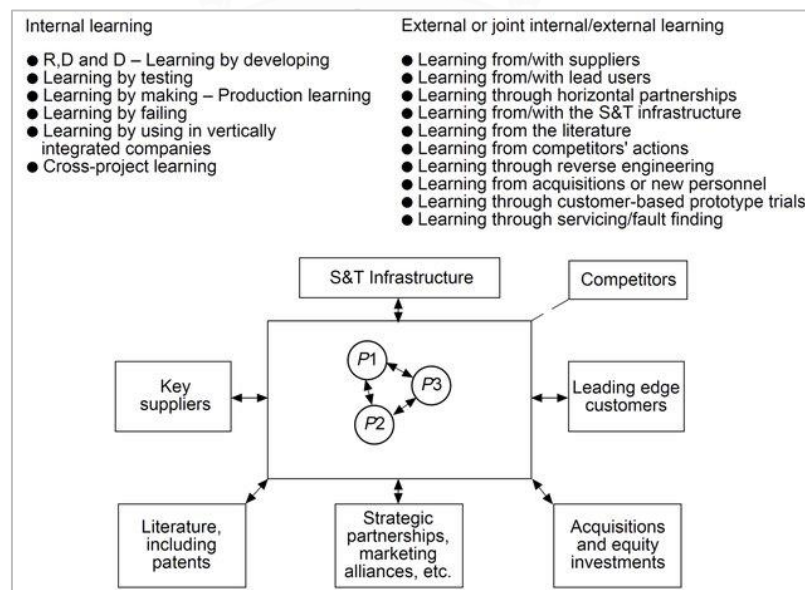 Internal learning
● R,D and D – Learning by developing
● Learning by testing
● Learning by making – Production learning
● Learning by failing
● Learning by using in vertically
integrated companies
● Cross-project learning
External or joint internal/external learning
● Learning from/with suppliers
● Learning from/with lead users
● Learning through horizontal partnerships
● Learning from/with the S&T infrastructure
● Learning from the literature
● Learning from competitors' actions
● Learning through reverse engineering
● Learning from acquisitions or new personnel
● Learning through customer-based prototype trials
● Learning through servicing/fault finding
S&T Infrastructure
Competitors
Key
suppliers
P1
P3
P2
Leading edge
customers
Literature,
including
patents
Strategic
partnerships,
marketing
alliances, etc.
Acquisitions
and equity
investments